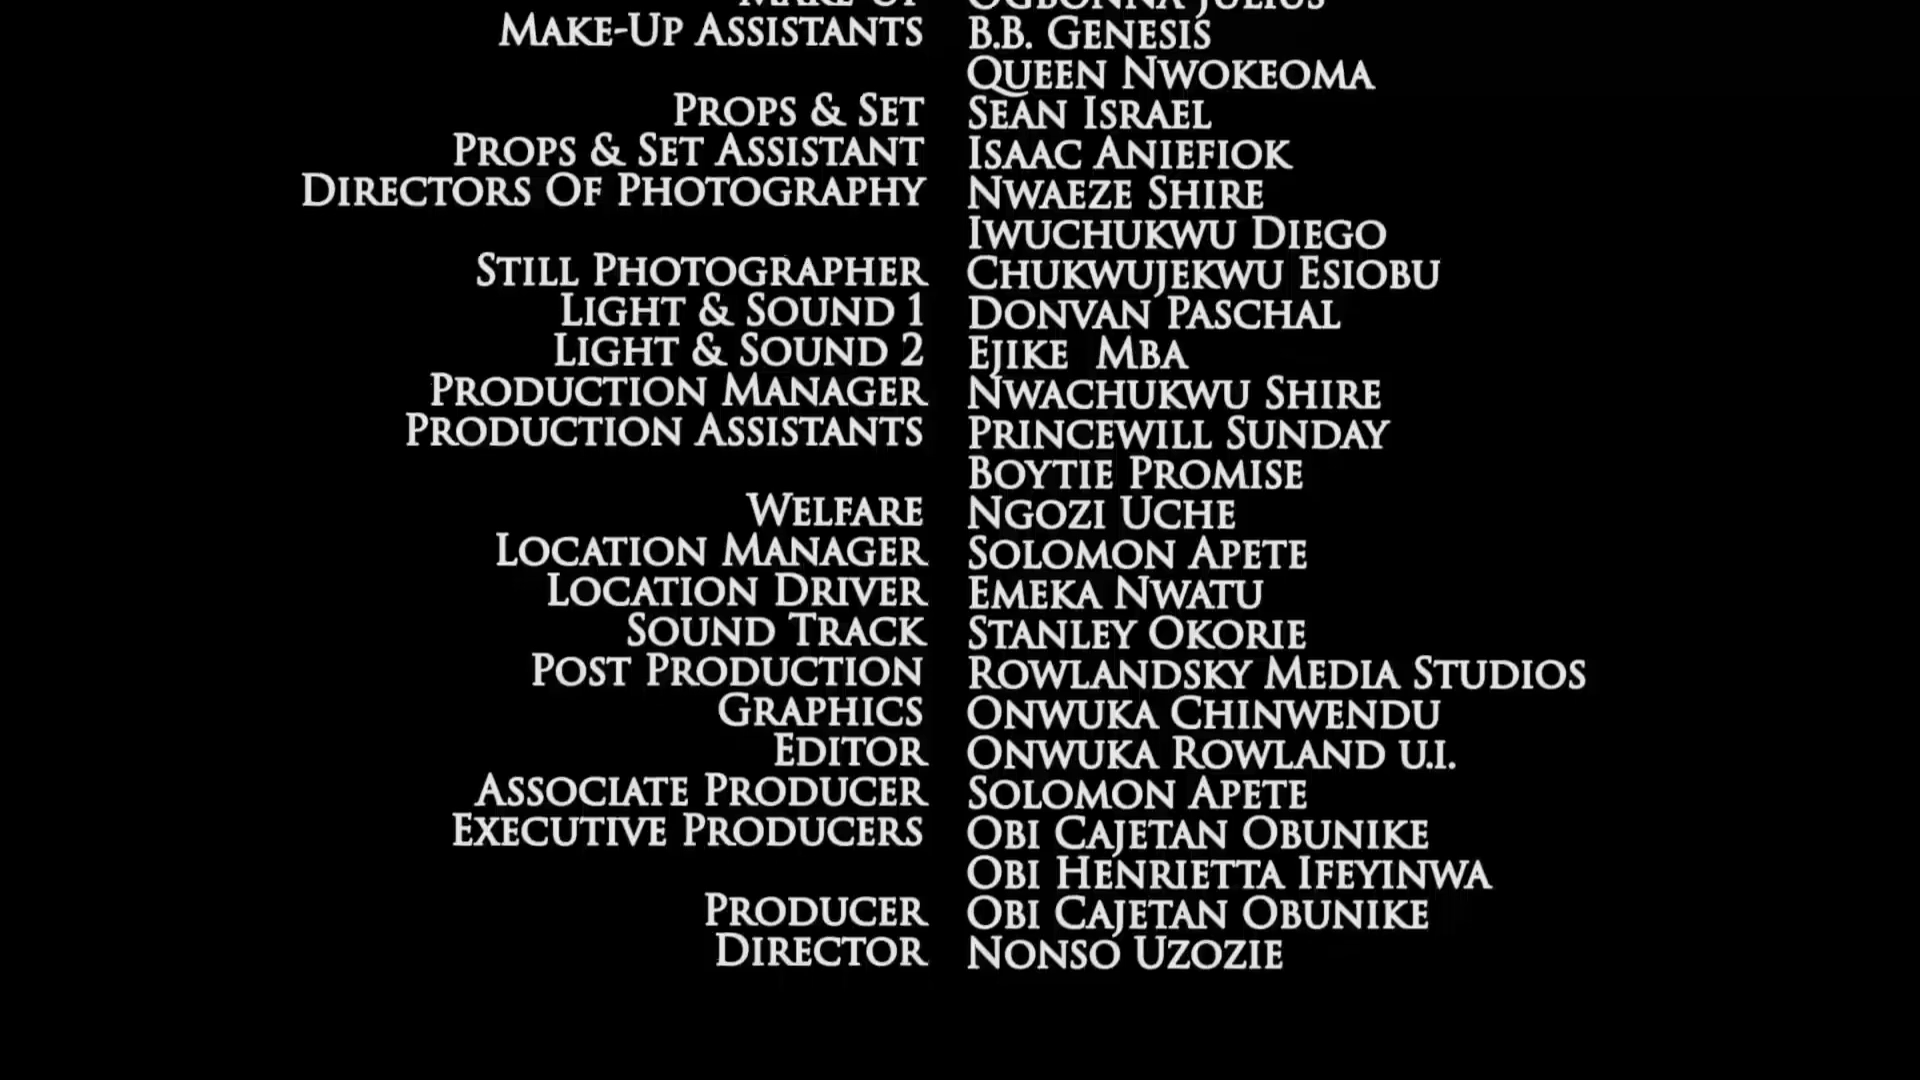 Make-Up Ogbonna Julius
Make-Up Assistants B.B. Genesis
Queen Nwokeoma
Props & Set Sean Israel
Props & Set Assistant Isaac Aniefiok
Directors Of Photography Nwaeze Shire
Iwuchukwu Diego
Still Photographer Chukwujekwu Esiobu
Light & Sound 1 Donvan Paschal
Light & Sound 2 Ejike Mba
Production Manager Nwachukwu Shire
Production Assistants Princewill Sunday
Boytie Promise
Welfare Ngozi Uche
Location Manager Solomon Apete
Location Driver Emeka Nwatu
Sound Track Stanley Okorie
Post Production Rowlandsky Media Studios
Graphics Onwuka Chinwendu
Editor Onwuka Rowland u.i.
Associate Producer Solomon Apete
Executive Producers Obi Cajetan Obunike
Obi Henrietta Ifeyinwa
Producer Obi Cajetan Obunike
Director Nonso Uzozie